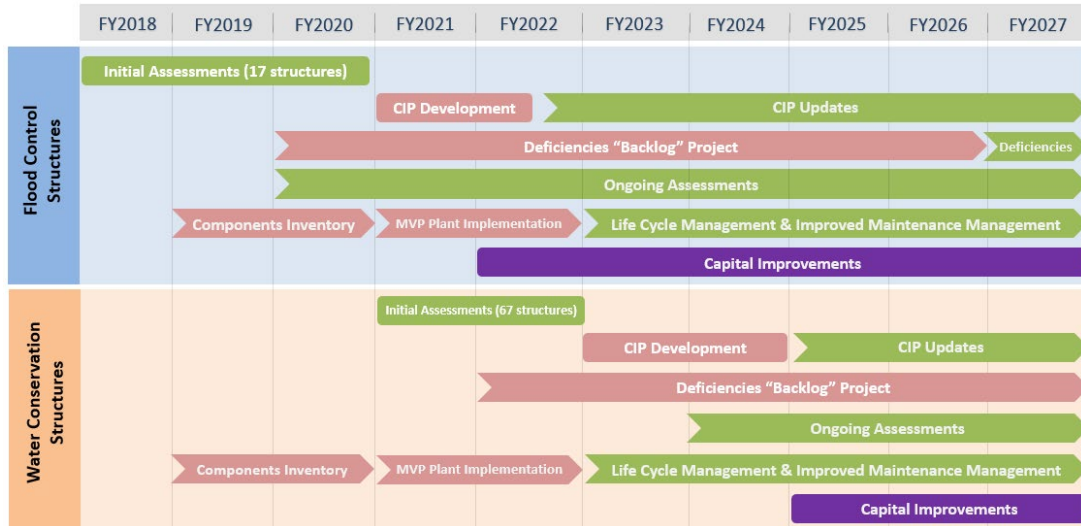 FY2018 FY2019 FY2020 FY2021 FY2022 FY2023 FY2024 FY2025 FY2026 FY2027
Flood Control
Structures
Initial Assessments (17 structures)
CIP Development CIP Updates
Deficiencies “Backlog” Project Deficiencies
Ongoing Assessments
Components Inventory MVP Plant Implementation Life Cycle Management & Improved Maintenance Management
Capital Improvements
Water Conservation
Structures
Initial Assessments (67 structures)
CIP Development CIP Updates
Deficiencies “Backlog” Project
Ongoing Assessments
Components Inventory MVP Plant Implementation Life Cycle Management & Improved Maintenance Management
Capital Improvements